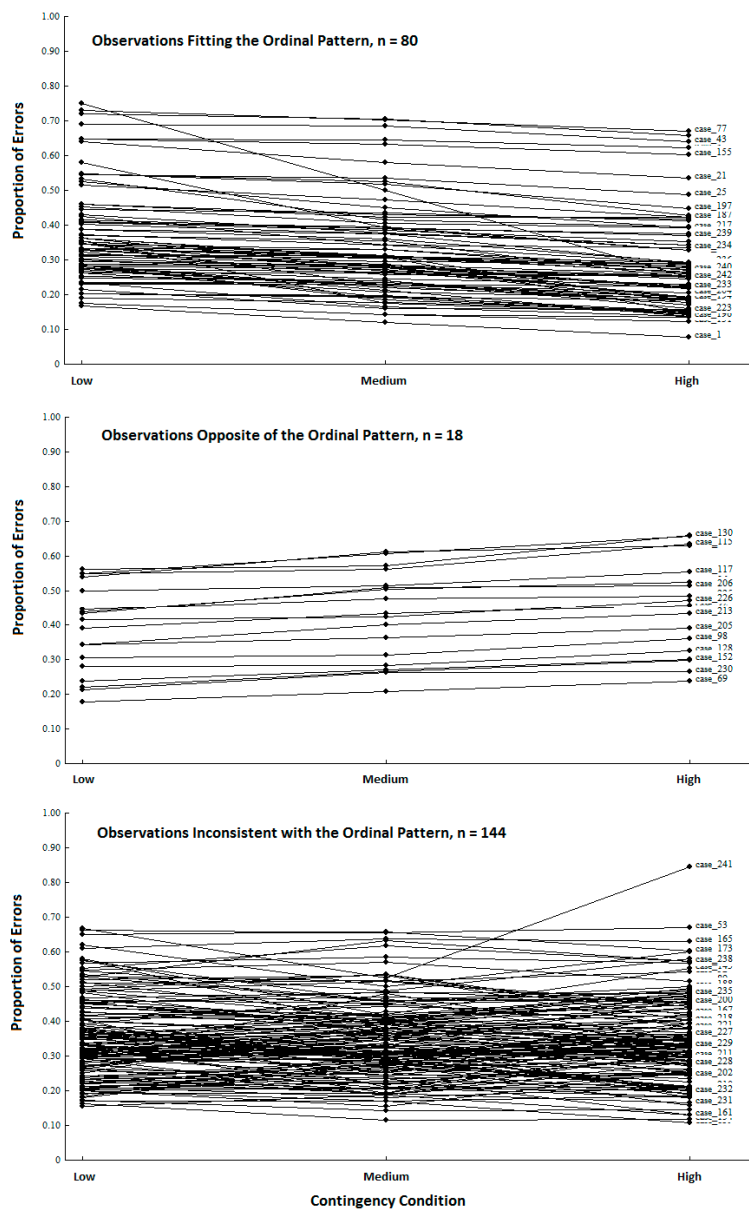 1.00
Observations Fitting the Ordinal Pattern, n = 80
0.90
0.80
0.70
0.60
0.50
0.40
0.30
0.20
0.10
0
Proportion of Errors
case_77
case_43
case_155
case_21
case_25
case_197
case_187
case_217
case_239
case_234
case_240
case_242
case_233
case_223
case_1
Low Medium High
1.00
Observations Opposite of the Ordinal Pattern, n = 18
0.90
0.80
0.70
0.60
0.50
0.40
0.30
0.20
0.10
0
Proportion of Errors
case_130
case_115
case_117
case_206
case_226
case_213
case_205
case_98
case_128
case_152
case_230
case_69
Low Medium High
1.00
Observations Inconsistent with the Ordinal Pattern, n = 144
0.90
0.80
0.70
0.60
0.50
0.40
0.30
0.20
0.10
0
Proportion of Errors
case_241
case_53
case_165
case_173
case_238
case_235
case_200
case_167
case_218
case_227
case_229
case_211
case_228
case_202
case_232
case_231
case_161
Low Medium High
Contingency Condition